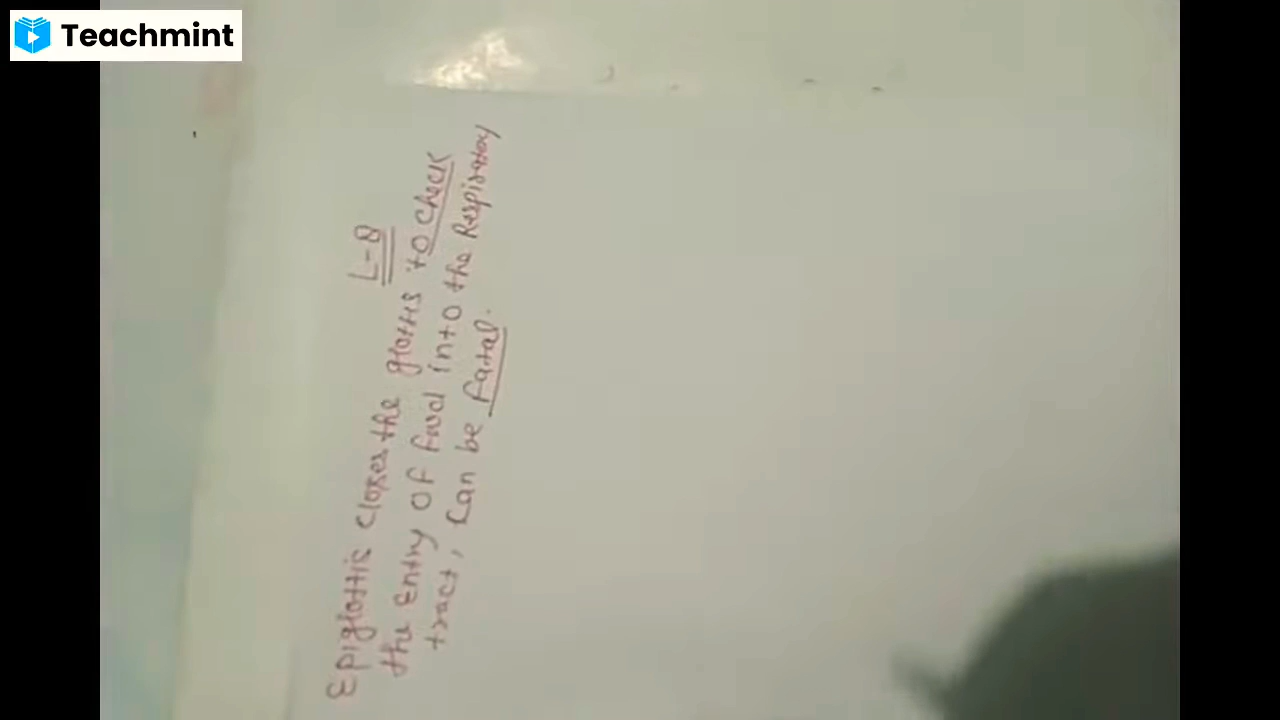 Teachmint
L-8
Epiglottis closes the glottis to check
the Entry of food into the Respiratory
tract, Can be fatal.